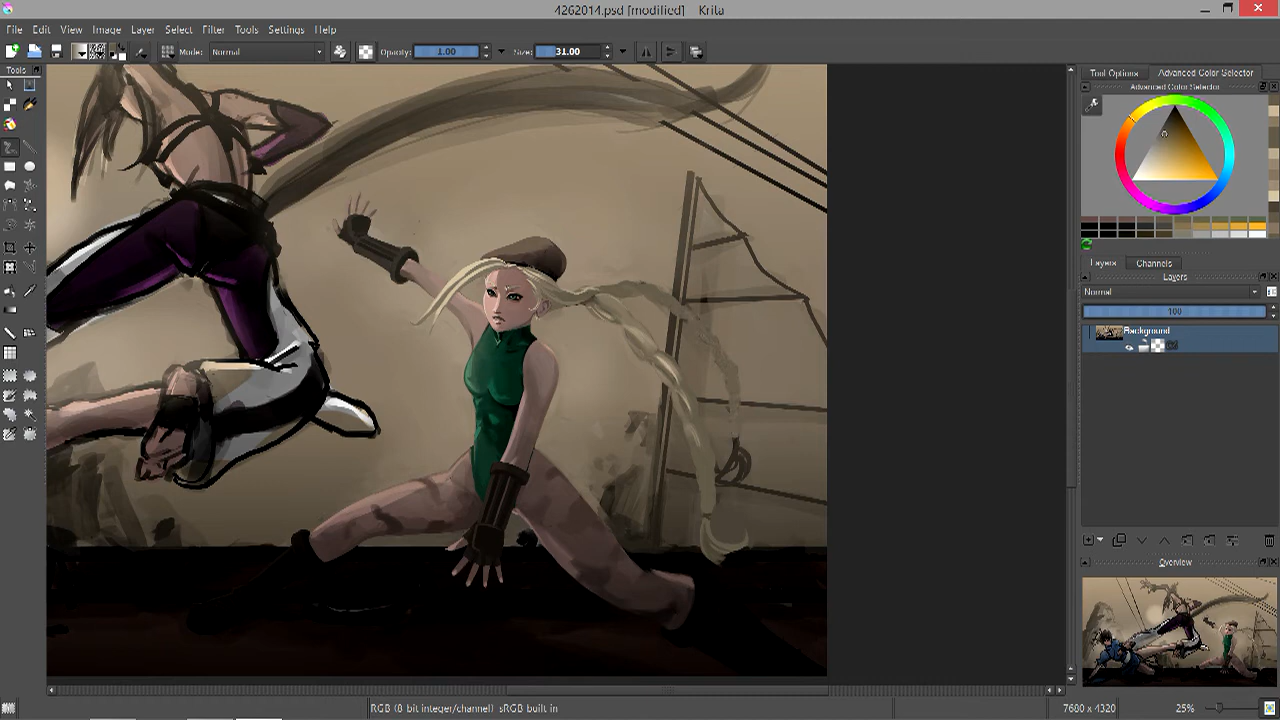 4262014.psd [modified] - Krita
File Edit View Image Layer Select Filter Tools Settings Help
Mode: Normal Opacity: 1.00 Size: 31.00
Tools
Tool Options Advanced Color Selector
Advanced Color Selector
Layers Channels
Layers
Normal
100
Background
Overview
RGB (8 bit integer/channel) sRGB built in 7680 x 4320 25%